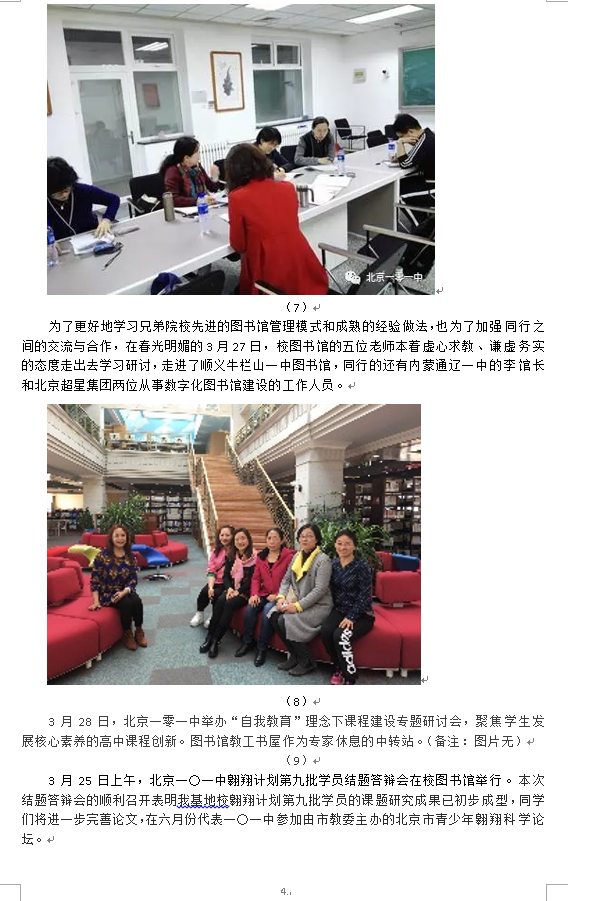 北京一零一中
（7）
为了更好地学习兄弟院校先进的图书馆管理模式和成熟的经验做法，也为了加强同行之
间的交流与合作，在春光明媚的3月27日，校图书馆的五位老师本着虚心求教、谦虚务实
的态度走出去学习研讨，走进了顺义牛栏山一中图书馆，同行的还有内蒙通辽一中的李馆长
和北京超星集团两位从事数字化图书馆建设的工作人员。
adidas
（8）
3月28日，北京一零一中举办“自我教育”理念下课程建设专题研讨会，聚焦学生发
展核心素养的高中课程创新。图书馆教工书屋作为专家休息的中转站。（备注：图片无）
（9）
3月25日上午，北京一〇一中翱翔计划第九批学员结题答辩会在校图书馆举行。本次
结题答辩会的顺利召开表明我基地校翱翔计划第九批学员的课题研究成果已初步成型，同学
们将进一步完善论文，在六月份代表一〇一中参加由市教委主办的北京市青少年翱翔科学论
坛。
4